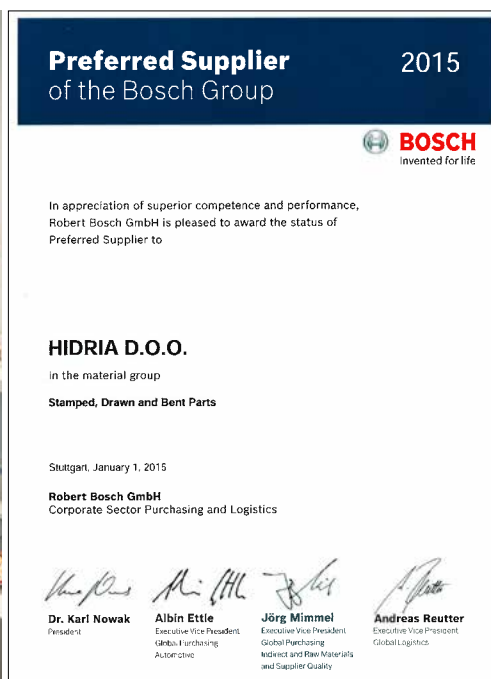 Preferred Supplier 2015
of the Bosch Group
BOSCH
Invented for life
In appreciation of superior competence and performance,
Robert Bosch GmbH is pleased to award the status of
Preferred Supplier to
HIDRIA D.O.O.
in the material group
Stamped, Drawn and Bent Parts
Stuttgart, January 1, 2015
Robert Bosch GmbH
Corporate Sector Purchasing and Logistics
Dr. Karl Nowak
President
Albin Ettle
Executive Vice President
Global Purchasing
Automotive
Jörg Mimmel
Executive Vice President
Global Purchasing
Indirect and Raw Materials
and Supplier Quality
Andreas Reutter
Executive Vice President
Global Logistics